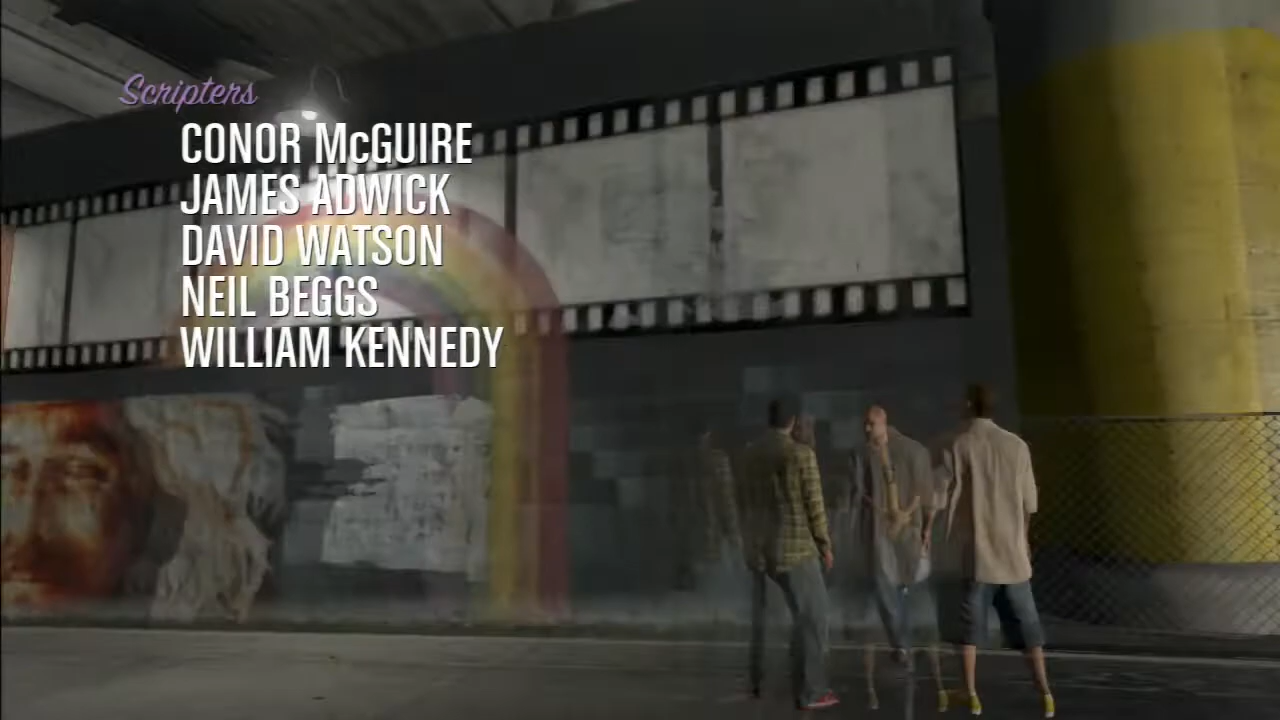 Scripters
CONOR McGUIRE
JAMES ADWICK
DAVID WATSON
NEIL BEGGS
WILLIAM KENNEDY